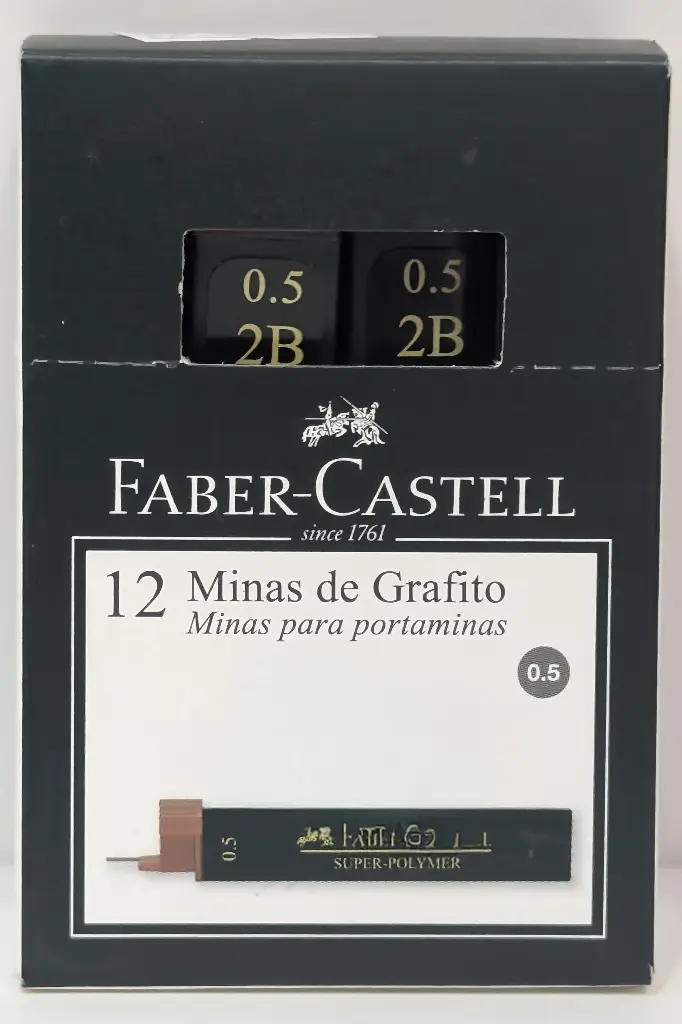 0.5
2B
0.5
2B
FABER-CASTELL
since 1761
12 Minas de Grafito
Minas para portaminas
0.5
0.5
SUPER-POLYMER